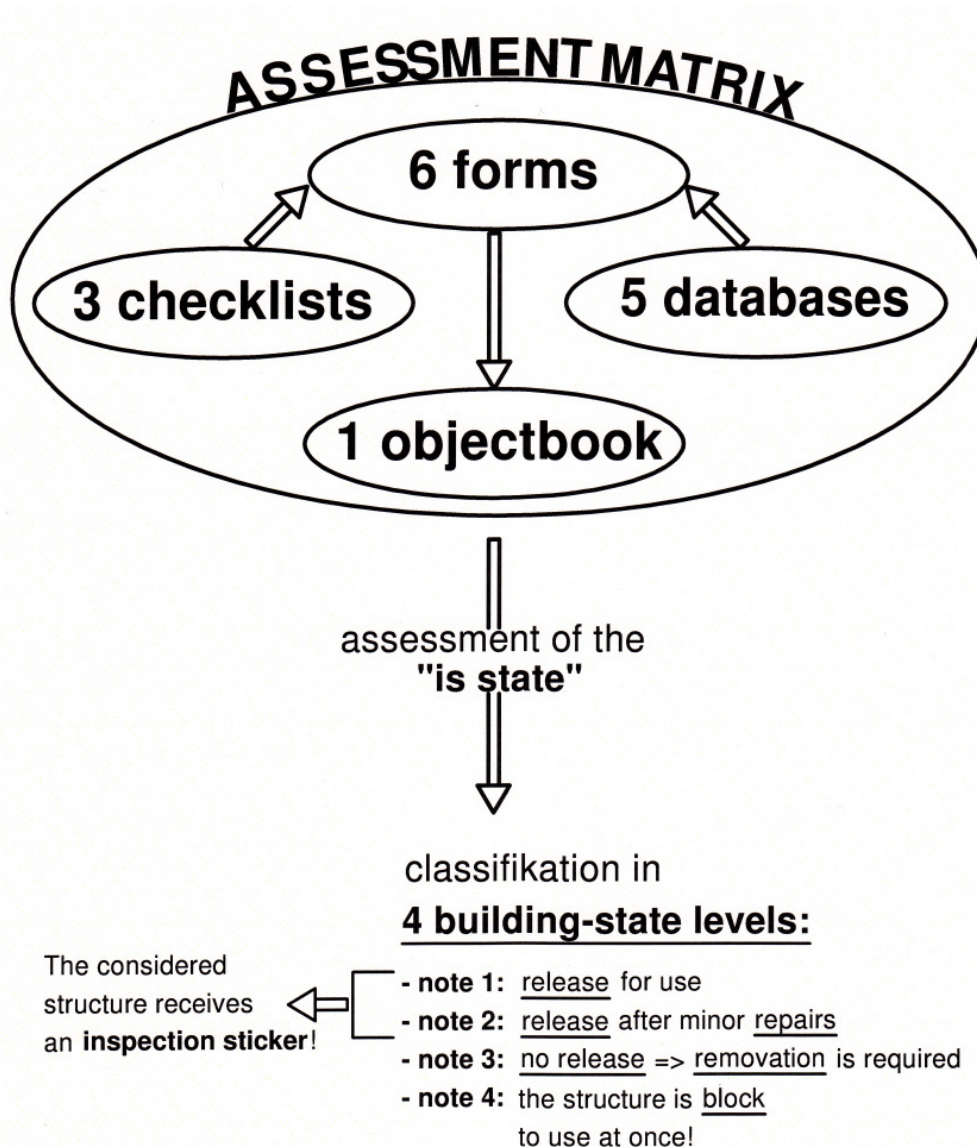 ASSESSMENT MATRIX
6 forms
3 checklists
5 databases
1 objectbook
assessment of the
"is state"
classifikation in
4 building-state levels:
The considered
structure receives
an inspection sticker!
- note 1: release for use
- note 2: release after minor repairs
- note 3: no release => removation is required
- note 4: the structure is block
to use at once!